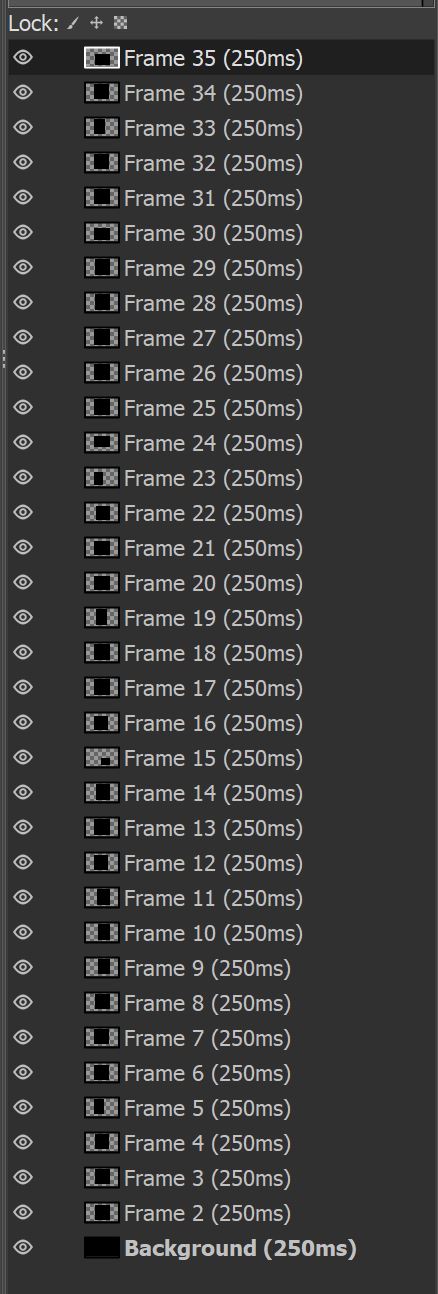 Lock:
Frame 35 (250ms)
Frame 34 (250ms)
Frame 33 (250ms)
Frame 32 (250ms)
Frame 31 (250ms)
Frame 30 (250ms)
Frame 29 (250ms)
Frame 28 (250ms)
Frame 27 (250ms)
Frame 26 (250ms)
Frame 25 (250ms)
Frame 24 (250ms)
Frame 23 (250ms)
Frame 22 (250ms)
Frame 21 (250ms)
Frame 20 (250ms)
Frame 19 (250ms)
Frame 18 (250ms)
Frame 17 (250ms)
Frame 16 (250ms)
Frame 15 (250ms)
Frame 14 (250ms)
Frame 13 (250ms)
Frame 12 (250ms)
Frame 11 (250ms)
Frame 10 (250ms)
Frame 9 (250ms)
Frame 8 (250ms)
Frame 7 (250ms)
Frame 6 (250ms)
Frame 5 (250ms)
Frame 4 (250ms)
Frame 3 (250ms)
Frame 2 (250ms)
Background (250ms)